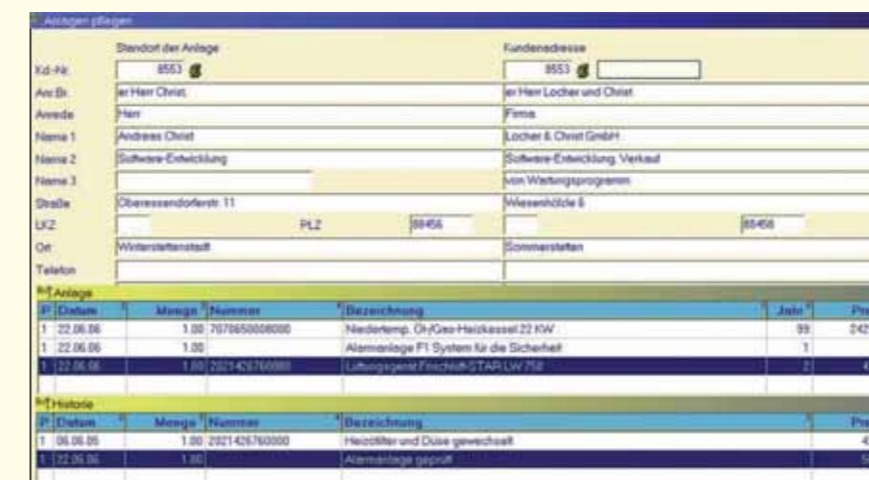 Anlagen pflegen
Standort der Anlage Kundenadresse
Kd.-Nr. 8553 8553
Anr.Br. er Herr Christ, er Herr Locher und Christ
Anrede Herr Firma
Name 1 Andreas Christ Locher & Christ GmbH
Name 2 Software-Entwicklung Software-Entwicklung, Verkauf
Name 3 von Wartungsprogramm
Straße Oberessendorferstr. 11 Wiesenhölzle 6
LKZ PLZ 88456 88456
Ort Winterstettenstadt Sommerstetten
Telefon
Anlage
P Datum Menge Nummer Bezeichnung Jahr
1 22.06.06 1.00 7070650008000 Niedertemp. Öl-/Gas-Heizkessel 22 KW 99 242
1 22.06.06 1.00 Alarmanlage F1 System für die Sicherheit 1
1 22.06.06 1.00 2021426760000 Lüftungsgerät STAR LW 750 2
Historie
P Datum Menge Nummer Bezeichnung
1 06.06.05 1.00 2021426760000 Heizölfilter und Düse gewechselt
1 22.06.06 1.00 Alarmanlage geprüft